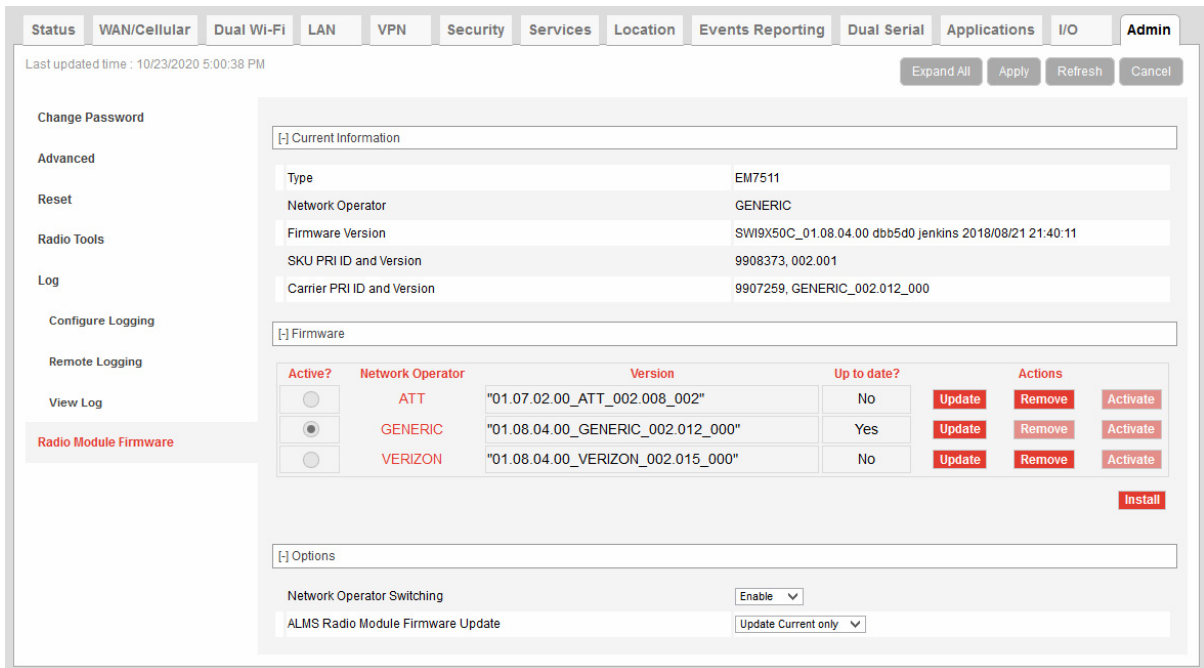 Status WAN/Cellular Dual Wi-Fi LAN VPN Security Services Location Events Reporting Dual Serial Applications I/O Admin
Last updated time : 10/23/2020 5:00:38 PM
Expand All Apply Refresh Cancel
Change Password
Advanced
Reset
Radio Tools
Log
Configure Logging
Remote Logging
View Log
Radio Module Firmware
[-] Current Information
Type EM7511
Network Operator GENERIC
Firmware Version SWI9X50C_01.08.04.00 dbb5d0 jenkins 2018/08/21 21:40:11
SKU PRI ID and Version 9908373, 002.001
Carrier PRI ID and Version 9907259, GENERIC_002.012_000
[-] Firmware
Active? Network Operator Version Up to date? Actions
ATT "01.07.02.00_ATT_002.008_002" No Update Remove Activate
GENERIC "01.08.04.00_GENERIC_002.012_000" Yes Update Remove Activate
VERIZON "01.08.04.00_VERIZON_002.015_000" No Update Remove Activate
Install
[-] Options
Network Operator Switching Enable
ALMS Radio Module Firmware Update Update Current only